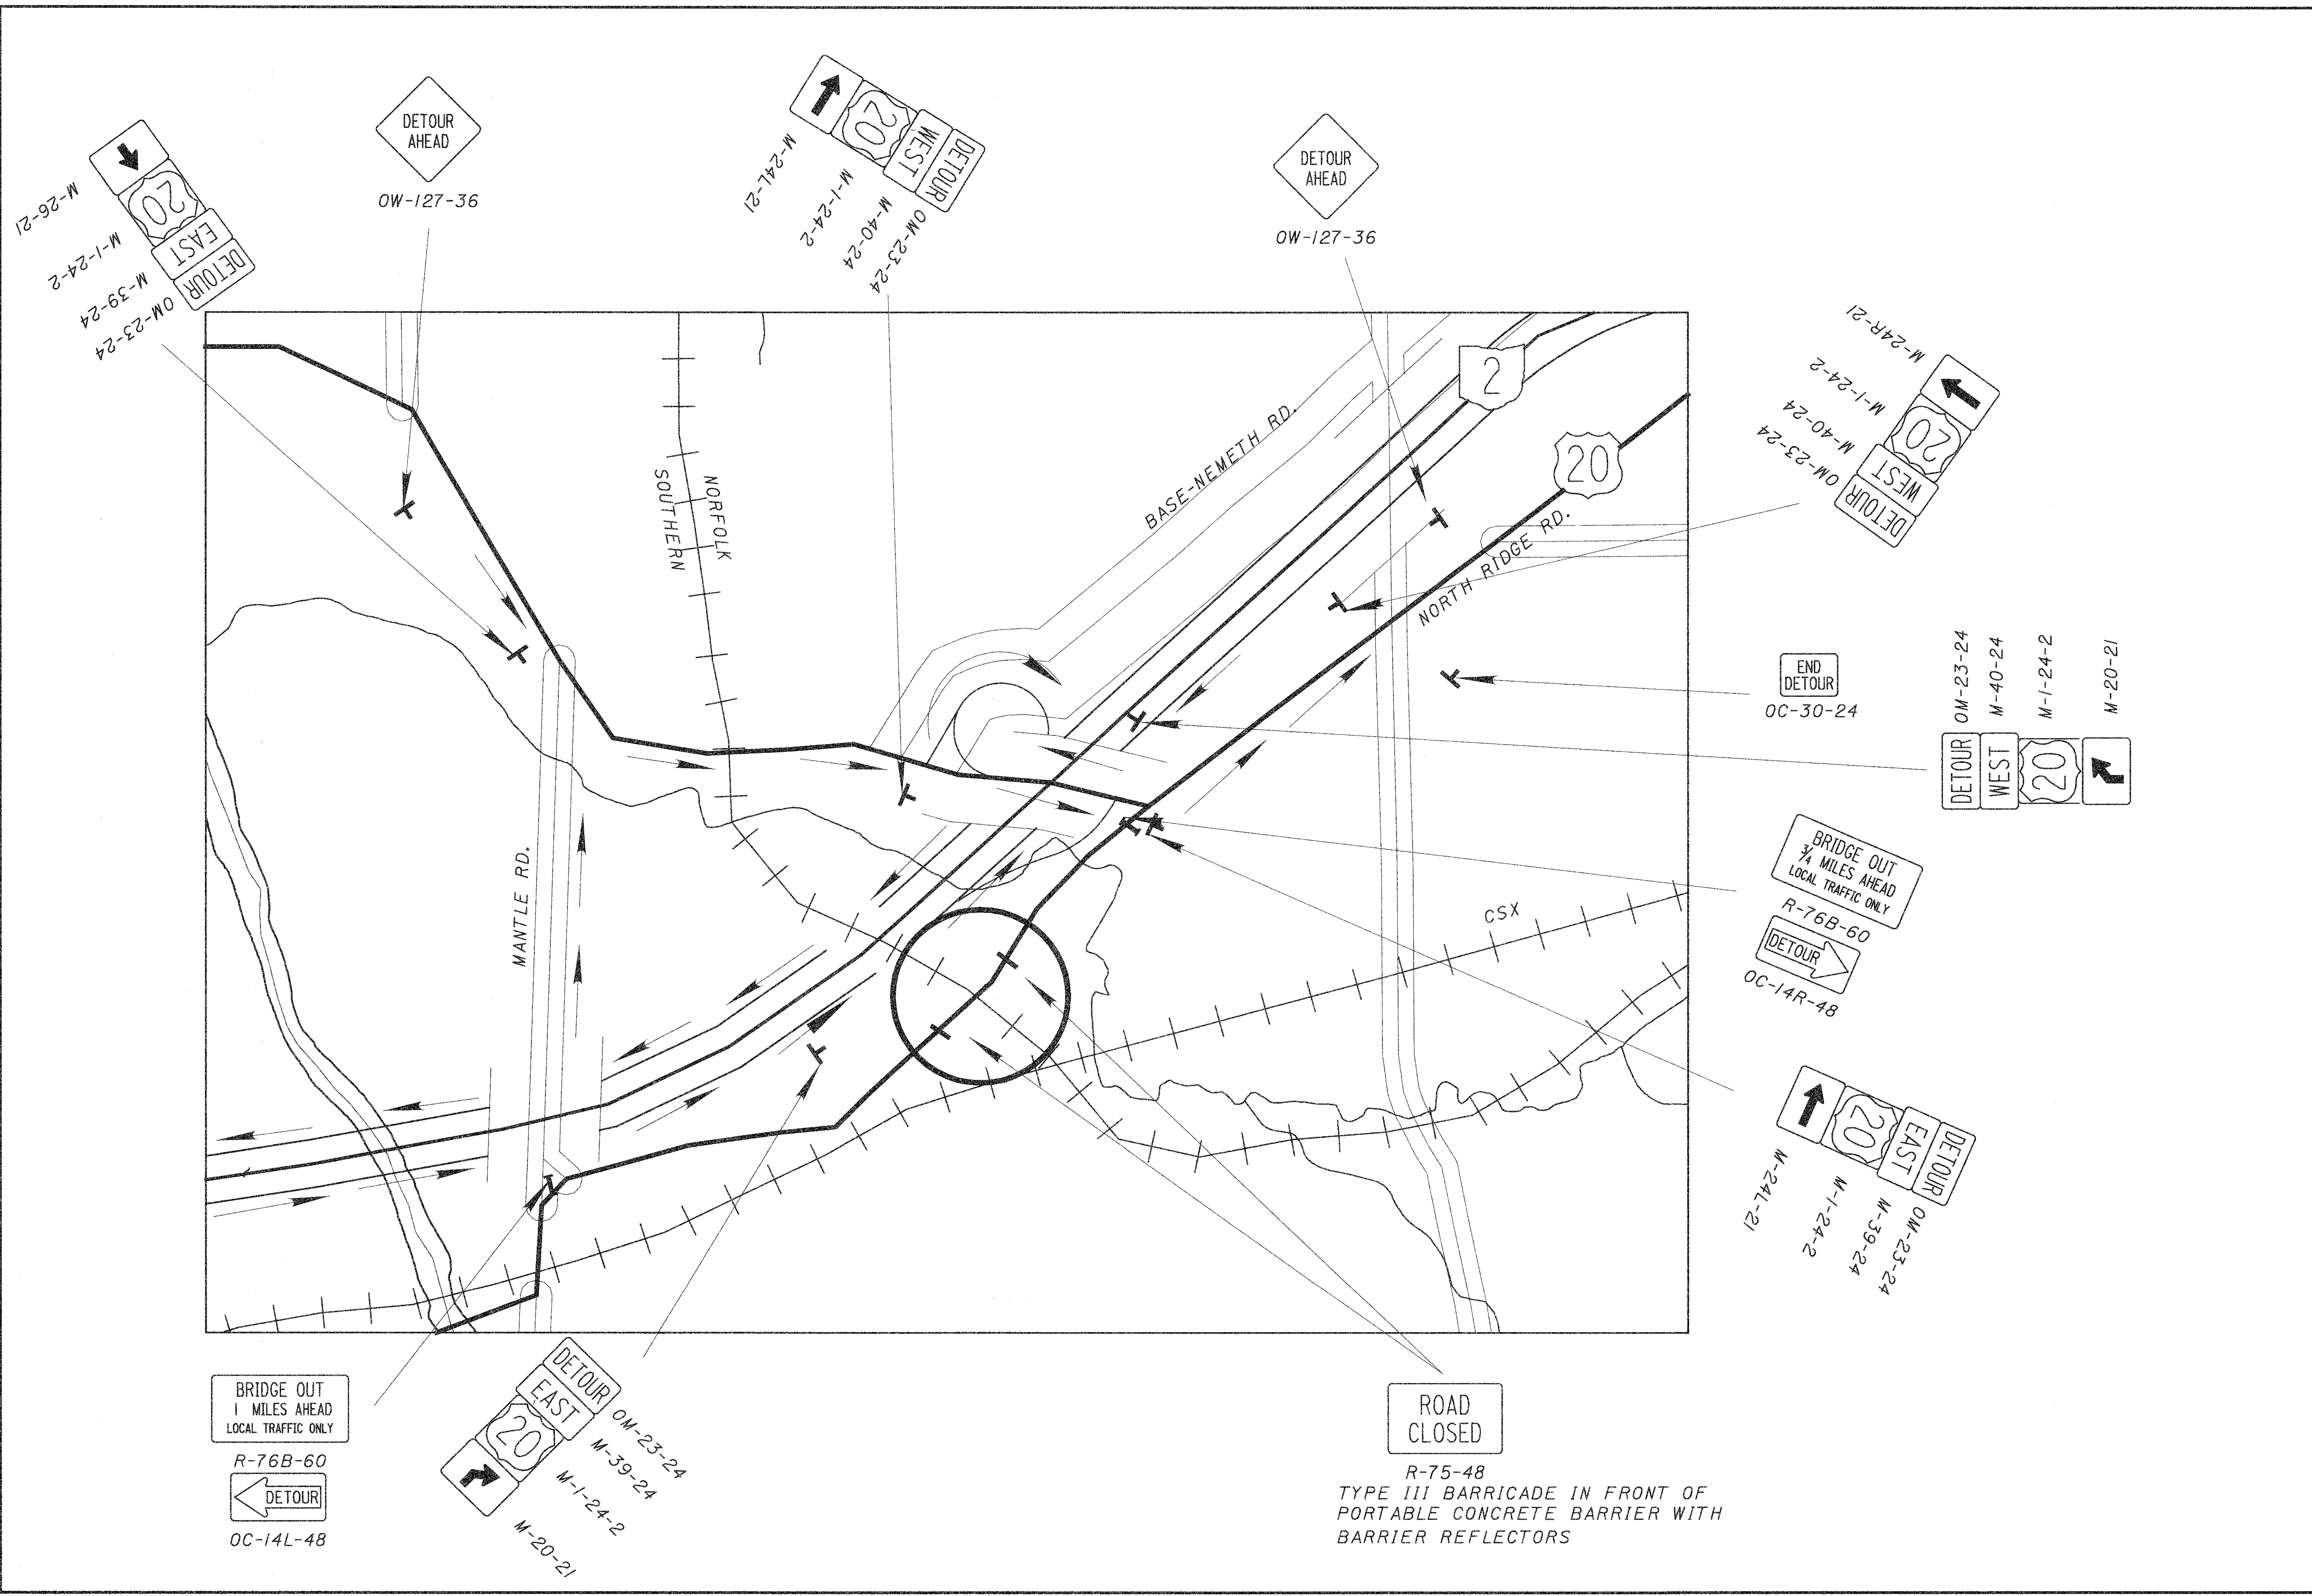 DETOUR
AHEAD
OW-127-36
20
EAST
DETOUR
M-26-21
M-1-24-2
M-39-24
OM-23-24
20
WEST
DETOUR
M-24L-21
M-1-24-2
M-40-24
OM-23-24
DETOUR
AHEAD
OW-127-36
M-24R-21
M-1-24-2
M-40-24
OM-23-24
20
WEST
DETOUR
NORFOLK
SOUTHERN
BASE-NEMETH RD.
2
20
NORTH RIDGE RD.
MANTLE RD.
CSX
END
DETOUR
OC-30-24
OM-23-24
M-40-24
M-1-24-2
M-20-21
DETOUR
WEST
20
BRIDGE OUT
3/4 MILES AHEAD
LOCAL TRAFFIC ONLY
R-76B-60
DETOUR
OC-14R-48
20
EAST
DETOUR
M-24L-21
M-1-24-2
M-39-24
OM-23-24
BRIDGE OUT
1 MILES AHEAD
LOCAL TRAFFIC ONLY
R-76B-60
DETOUR
OC-14L-48
DETOUR
EAST
20
OM-23-24
M-39-24
M-1-24-2
M-20-21
ROAD
CLOSED
R-75-48
TYPE III BARRICADE IN FRONT OF
PORTABLE CONCRETE BARRIER WITH
BARRIER REFLECTORS